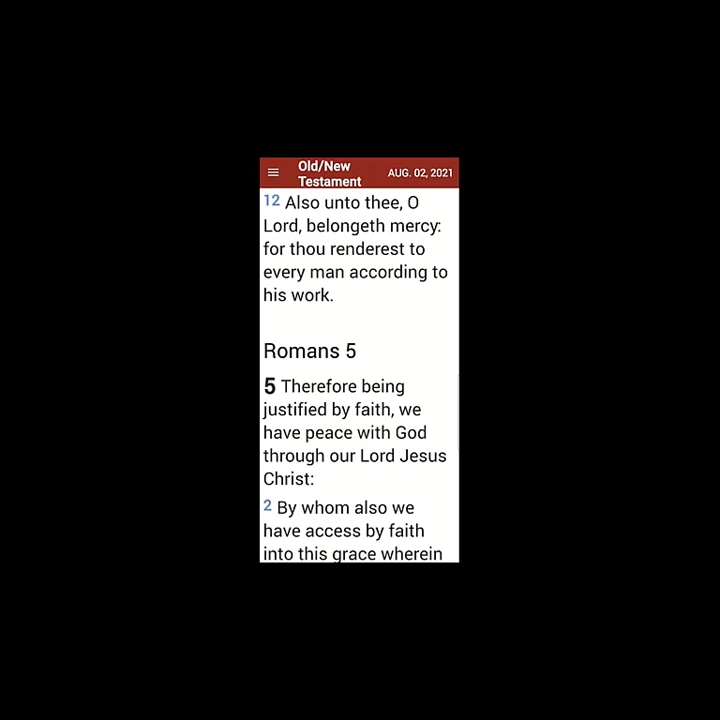 Old/New
Testament
AUG. 02, 2021
12 Also unto thee, O
Lord, belongeth mercy:
for thou renderest to
every man according to
his work.
Romans 5
5 Therefore being
justified by faith, we
have peace with God
through our Lord Jesus
Christ:
2 By whom also we
have access by faith
into this grace wherein